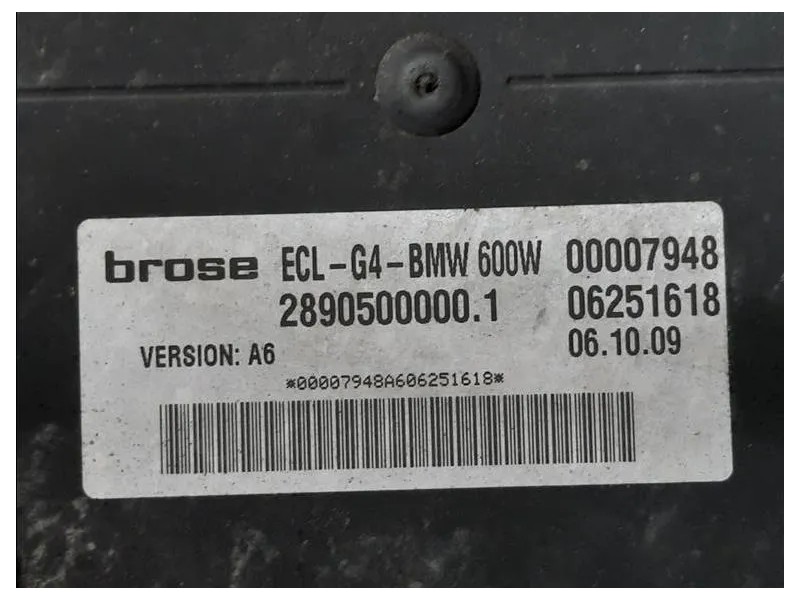 brose ECL-G4-BMW 600W 00007948
2890500000.1 06251618
VERSION: A6 06.10.09
*00007948A606251618*